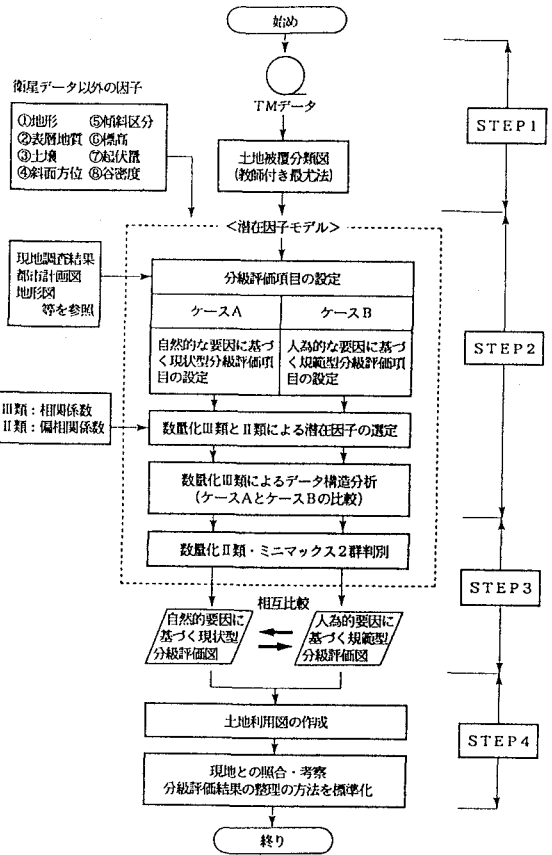 始め
TMデータ
衛星データ以外の因子
①地形 ⑤傾斜区分
②表層地質 ⑥標高
③土壌 ⑦起伏量
④斜面方位 ⑧谷密度
土地被覆分類図
(教師付き最尤法)
STEP1
<潜在因子モデル>
現地調査結果
都市計画図
地形図
等を参照
分級評価項目の設定
ケースA
ケースB
自然的な要因に基づ
く現状型分級評価項
目の設定
人為的な要因に基づ
く規範型分級評価項
目の設定
STEP2
Ⅲ類:相関係数
Ⅱ類:偏相関係数
数量化Ⅲ類とⅡ類による潜在因子の選定
数量化Ⅲ類によるデータ構造分析
(ケースAとケースBの比較)
数量化Ⅱ類・ミニマックス2群判別
STEP3
相互比較
自然的要因に
基づく現状型
分級評価図
人為的要因に
基づく規範型
分級評価図
土地利用図の作成
STEP4
現地との照合・考察
分級評価結果の整理の方法を標準化
終り